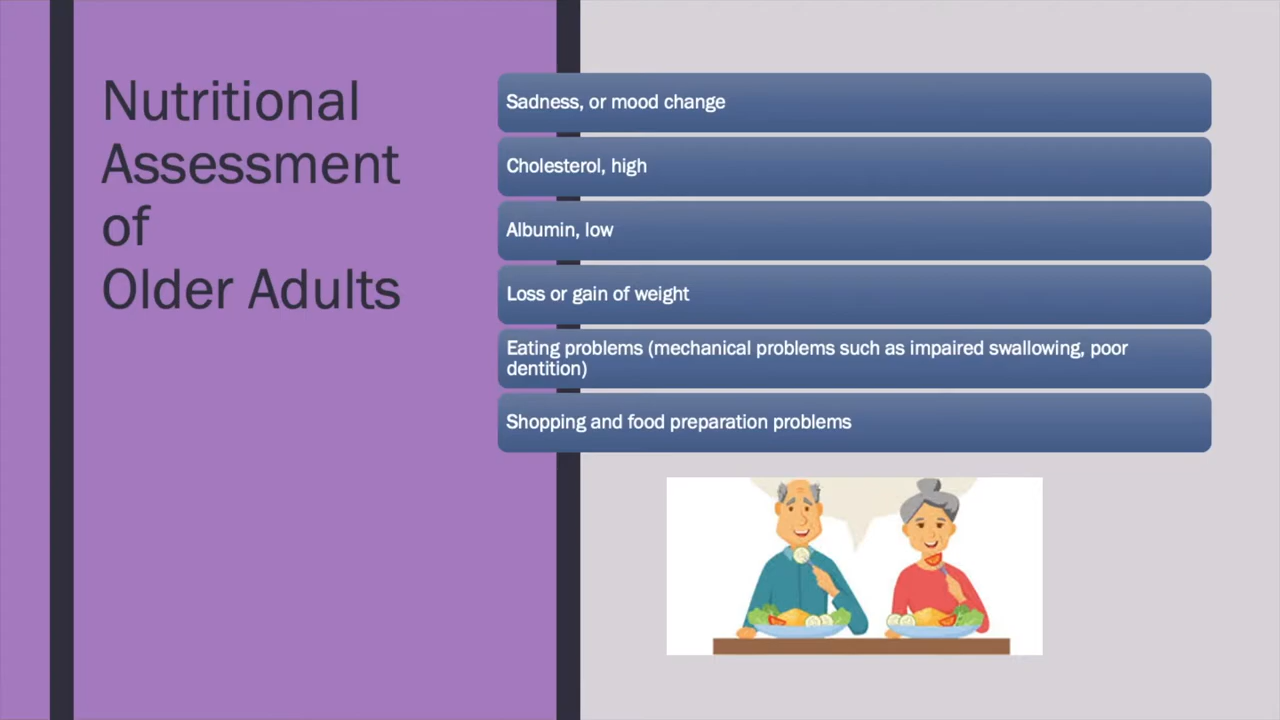 Nutritional
Assessment
of
Older Adults
Sadness, or mood change
Cholesterol, high
Albumin, low
Loss or gain of weight
Eating problems (mechanical problems such as impaired swallowing, poor
dentition)
Shopping and food preparation problems